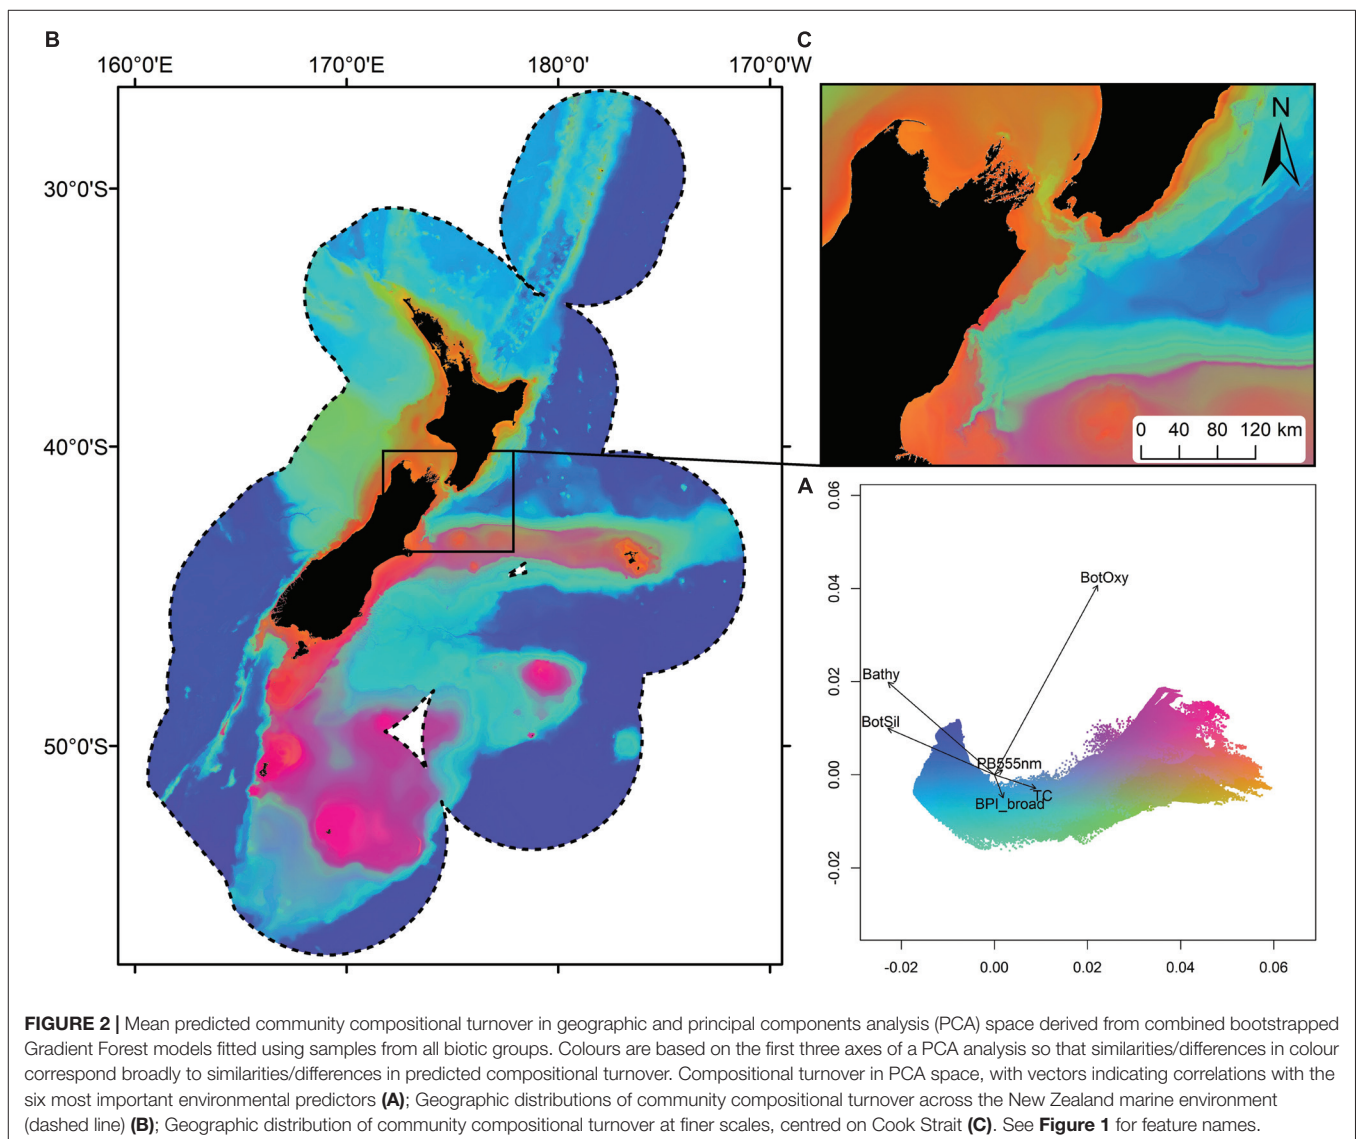 B
160°0'E 170°0'E 180°0' 170°0'W
30°0'S
40°0'S
50°0'S
C
N
0 40 80 120 km
A
0.06
0.04
0.02
0.00
-0.02
BotOxy
Bathy
BotSil
PB555nm
TC
BPI_broad
-0.02 0.00 0.02 0.04 0.06
FIGURE 2 | Mean predicted community compositional turnover in geographic and principal components analysis (PCA) space derived from combined bootstrapped
Gradient Forest models fitted using samples from all biotic groups. Colours are based on the first three axes of a PCA analysis so that similarities/differences in colour
correspond broadly to similarities/differences in predicted compositional turnover. Compositional turnover in PCA space, with vectors indicating correlations with the
six most important environmental predictors (A); Geographic distributions of community compositional turnover across the New Zealand marine environment
(dashed line) (B); Geographic distribution of community compositional turnover at finer scales, centred on Cook Strait (C). See Figure 1 for feature names.